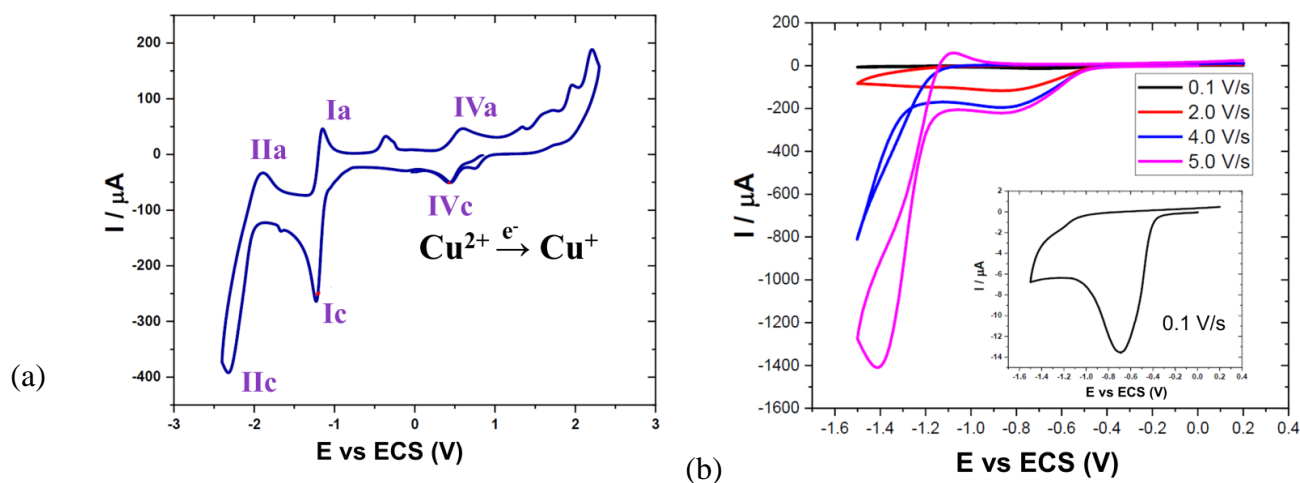 (a)
I / µA
200
100
0
-100
-200
-300
-400
-3
-2
-1
0
1
2
3
E vs ECS (V)
IIa
Ia
IVa
IVc
Cu²⁺ e⁻→ Cu⁺
Ic
IIc
(b)
I / µA
200
0
-200
-400
-600
-800
-1000
-1200
-1400
-1600
-1.6
-1.4
-1.2
-1.0
-0.8
-0.6
-0.4
-0.2
0.0
0.2
E vs ECS (V)
0.1 V/s
2.0 V/s
4.0 V/s
5.0 V/s
I / µA
2
0
-2
-4
-6
-8
-10
-12
-14
-1.6
-1.4
-1.2
-1.0
-0.8
-0.6
-0.4
-0.2
0.0
0.2
0.4
E vs ECS (V)
0.1 V/s